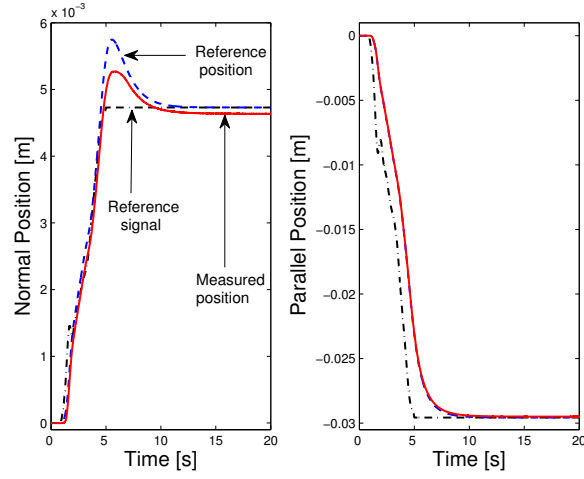 x 10⁻³
6
5
4
3
2
1
0
0 5 10 15 20
Normal Position [m]
Time [s]
Reference
position
Reference
signal
Measured
position
0
−0.005
−0.01
−0.015
−0.02
−0.025
−0.03
0 5 10 15 20
Parallel Position [m]
Time [s]